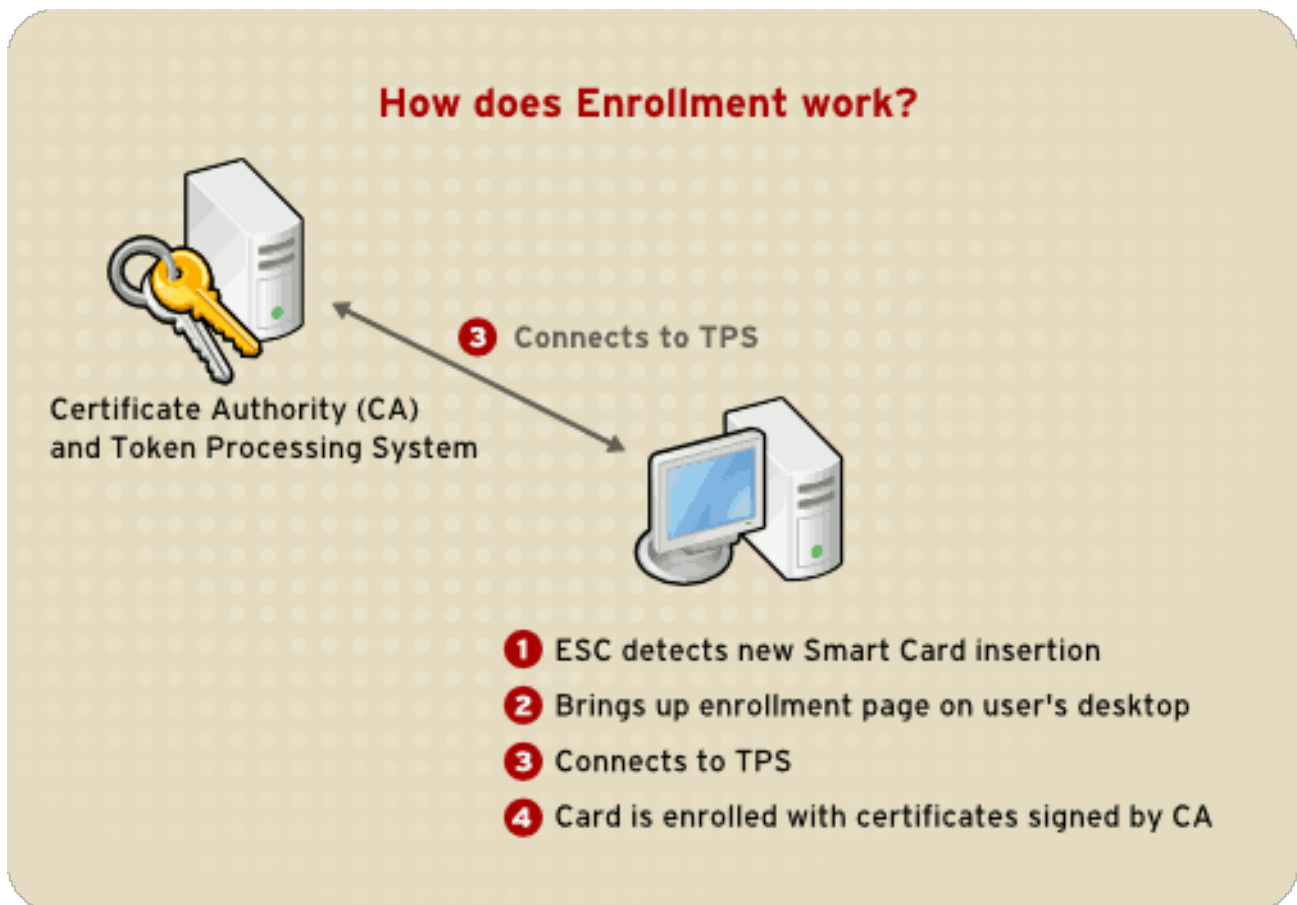 How does Enrollment work?
3 Connects to TPS
Certificate Authority (CA)
and Token Processing System
1 ESC detects new Smart Card insertion
2 Brings up enrollment page on user's desktop
3 Connects to TPS
4 Card is enrolled with certificates signed by CA